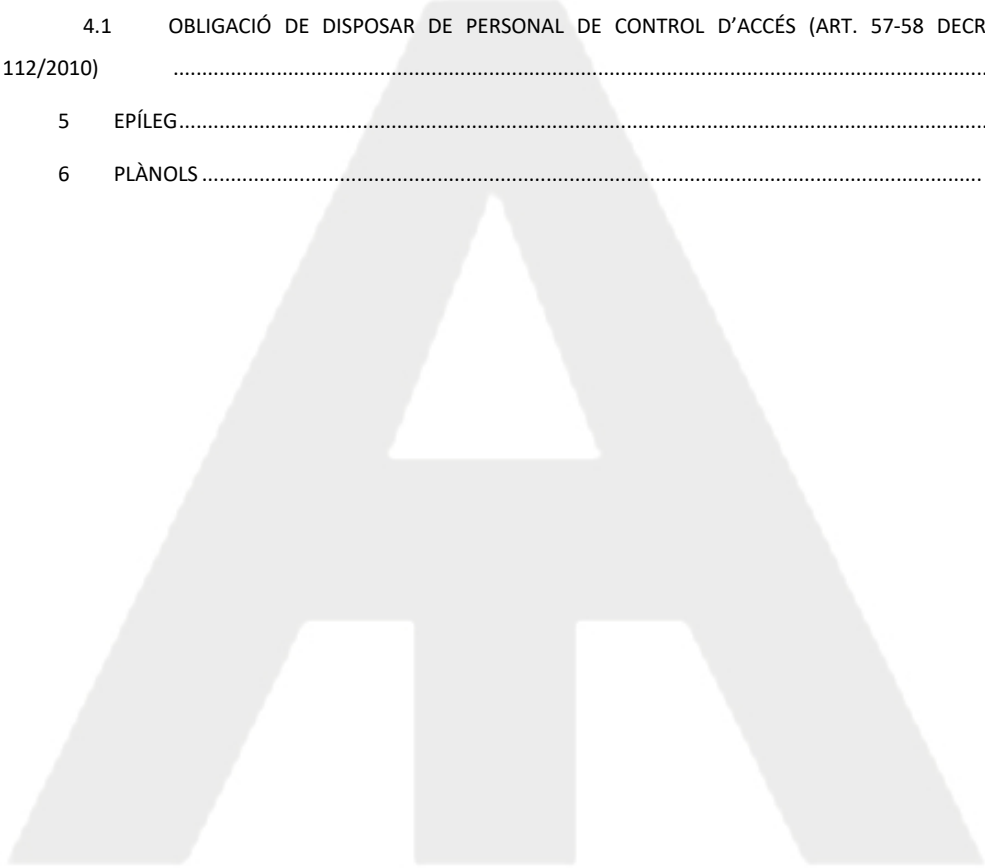 4.1 OBLIGACIÓ DE DISPOSAR DE PERSONAL DE CONTROL D’ACCÉS (ART. 57-58 DECR
112/2010) ................................................................................................................................................
5 EPÍLEG................................................................................................................................................
6 PLÀNOLS ...........................................................................................................................................